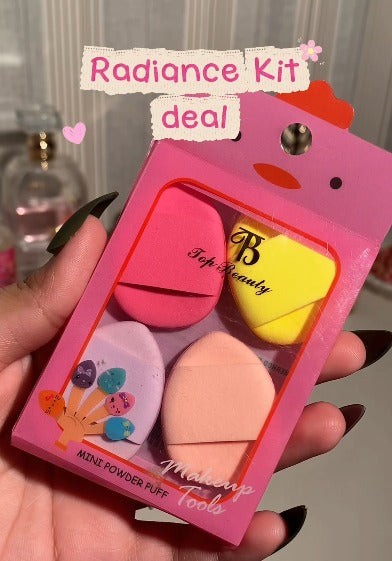 Radiance Kit
deal
TB
Top Beauty
MINI POWDER PUFF
Makeup
Tools